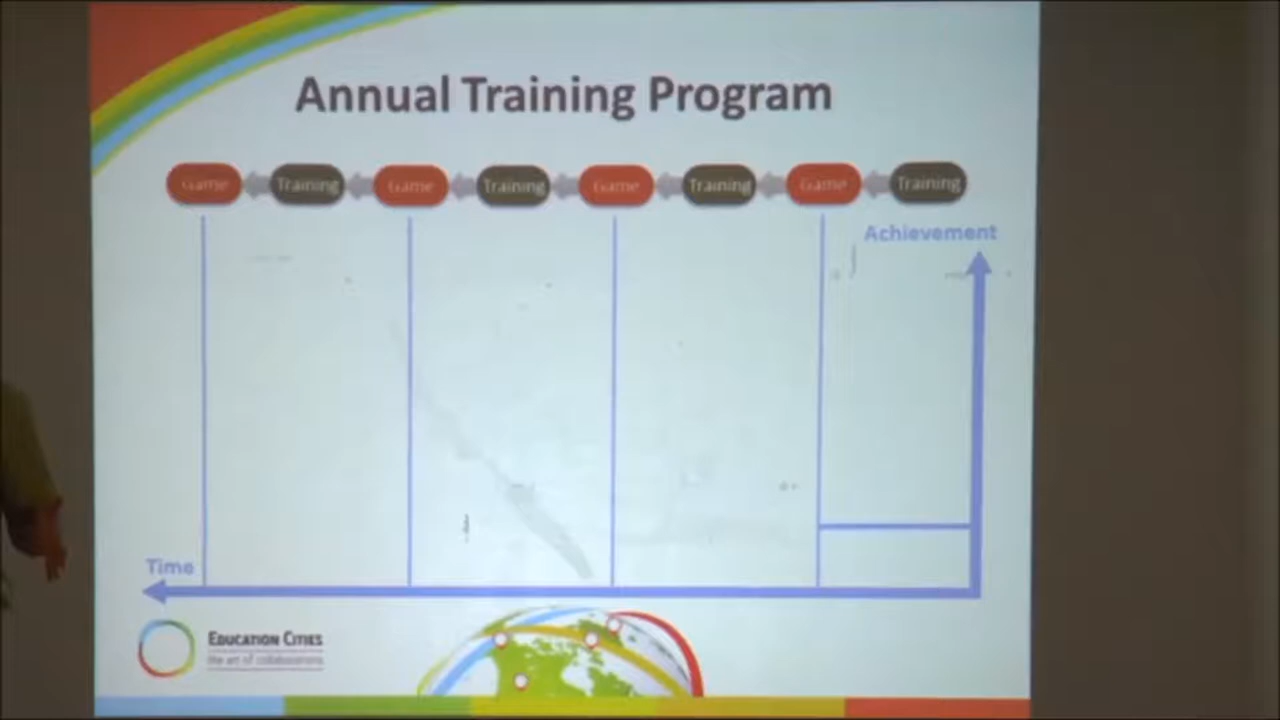 Annual Training Program
Game Training Game Training Game Training Game Training
Achievement
Time
EDUCATION CITIES
the art of collaborations